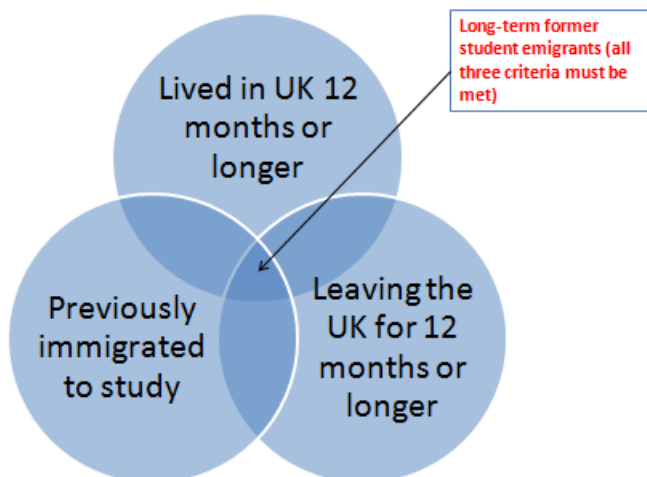 Long-term former
student emigrants (all
three criteria must be
met)
Lived in UK 12
months or
longer
Previously
immigrated
to study
Leaving the
UK for 12
months or
longer